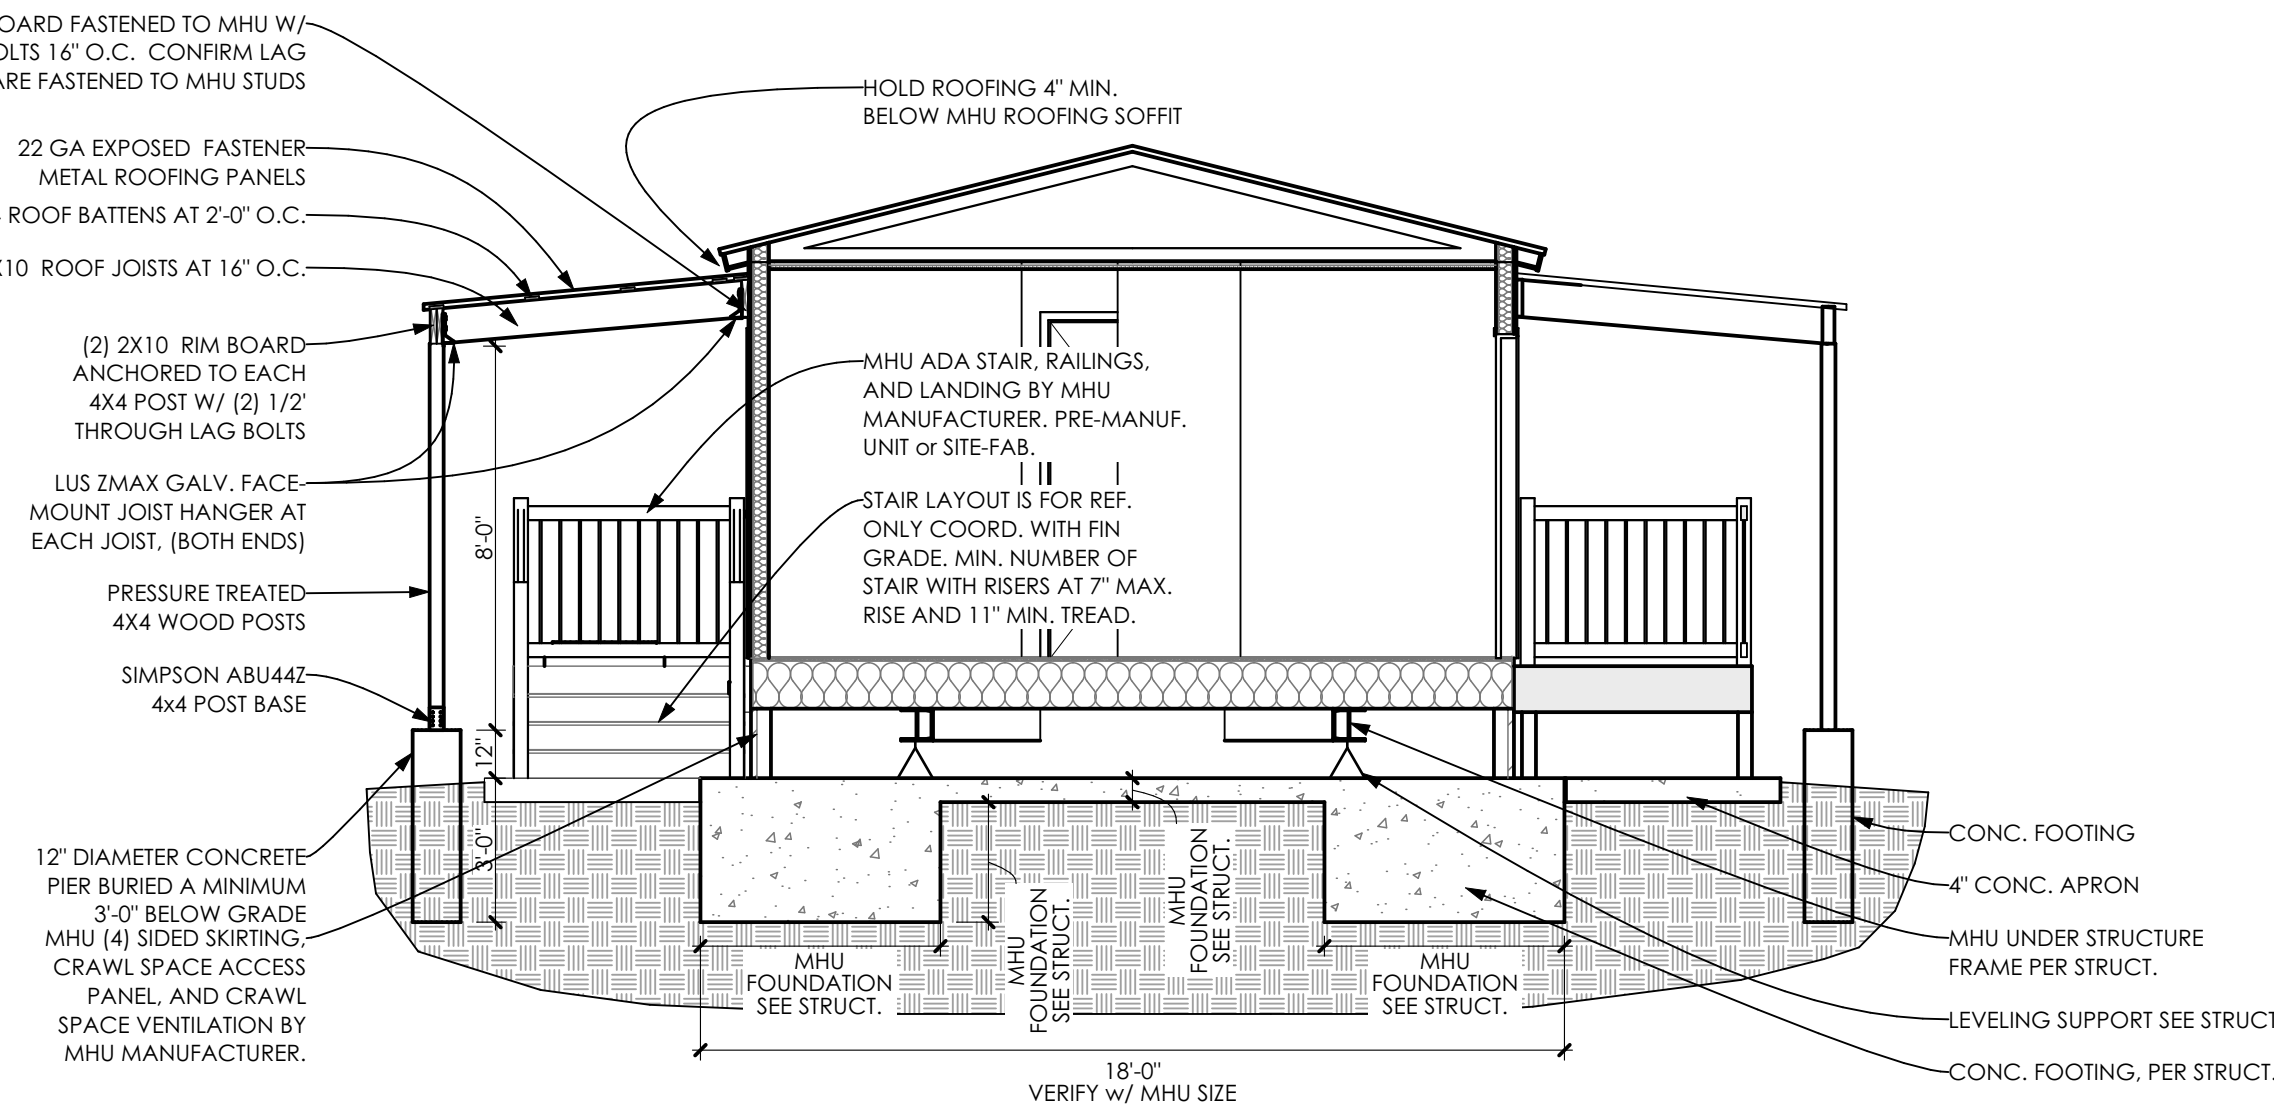 OARD FASTENED TO MHU W/
OLTS 16" O.C. CONFIRM LAG
ARE FASTENED TO MHU STUDS
22 GA EXPOSED FASTENER
METAL ROOFING PANELS
ROOF BATTENS AT 2'-0" O.C.
X10 ROOF JOISTS AT 16" O.C.
(2) 2X10 RIM BOARD
ANCHORED TO EACH
4X4 POST W/ (2) 1/2'
THROUGH LAG BOLTS
LUS ZMAX GALV. FACE-
MOUNT JOIST HANGER AT
EACH JOIST, (BOTH ENDS)
PRESSURE TREATED
4X4 WOOD POSTS
SIMPSON ABU44Z
4x4 POST BASE
12" DIAMETER CONCRETE
PIER BURIED A MINIMUM
3'-0" BELOW GRADE
MHU (4) SIDED SKIRTING,
CRAWL SPACE ACCESS
PANEL, AND CRAWL
SPACE VENTILATION BY
MHU MANUFACTURER.
8'-0"
12"
3'-0"
HOLD ROOFING 4" MIN.
BELOW MHU ROOFING SOFFIT
MHU ADA STAIR, RAILINGS,
AND LANDING BY MHU
MANUFACTURER. PRE-MANUF.
UNIT or SITE-FAB.
STAIR LAYOUT IS FOR REF.
ONLY COORD. WITH FIN
GRADE. MIN. NUMBER OF
STAIR WITH RISERS AT 7" MAX.
RISE AND 11" MIN. TREAD.
MHU
FOUNDATION
SEE STRUCT.
MHU
FOUNDATION
SEE STRUCT.
MHU
FOUNDATION
SEE STRUCT.
MHU
FOUNDATION
SEE STRUCT.
18'-0"
VERIFY w/ MHU SIZE
CONC. FOOTING
4" CONC. APRON
MHU UNDER STRUCTURE
FRAME PER STRUCT.
LEVELING SUPPORT SEE STRUCT
CONC. FOOTING, PER STRUCT.